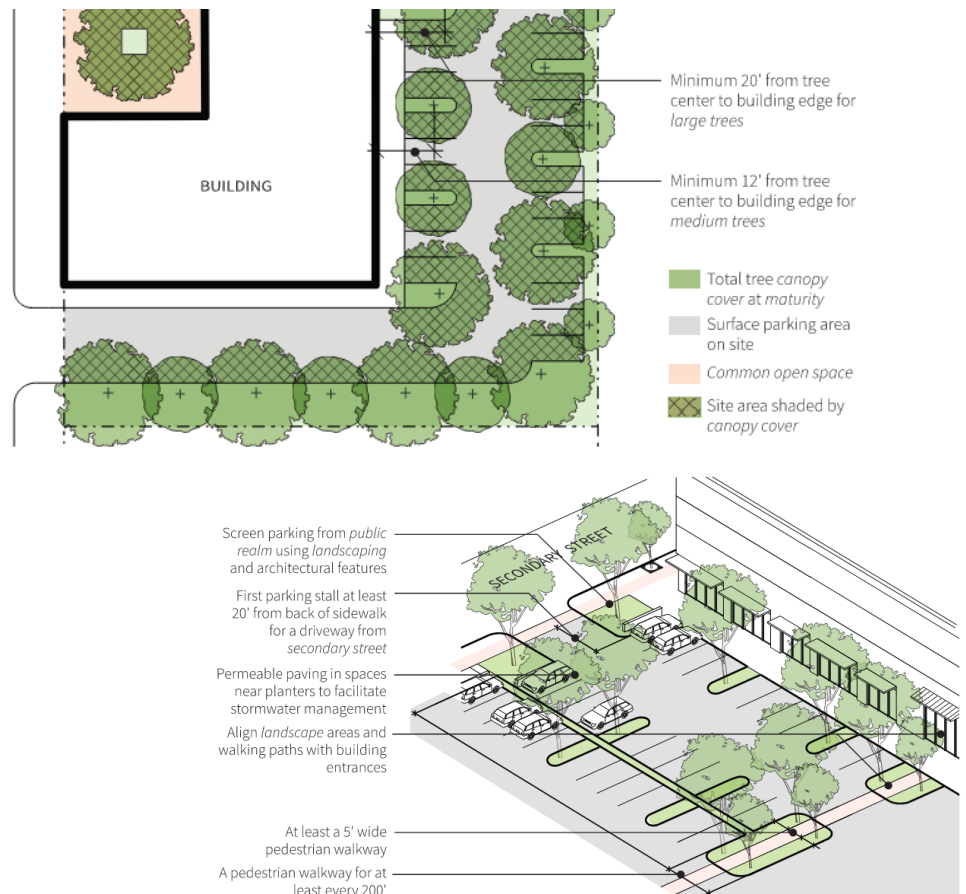 Minimum 20' from tree
center to building edge for
large trees
BUILDING
Minimum 12' from tree
center to building edge for
medium trees
Total tree canopy
cover at maturity
Surface parking area
on site
Common open space
Site area shaded by
canopy cover
Screen parking from public
realm using landscaping
and architectural features
SECONDARY STREET
First parking stall at least
20' from back of sidewalk
for a driveway from
secondary street
Permeable paving in spaces
near planters to facilitate
stormwater management
Align landscape areas and
walking paths with building
entrances
At least a 5' wide
pedestrian walkway
A pedestrian walkway for at
least every 200'